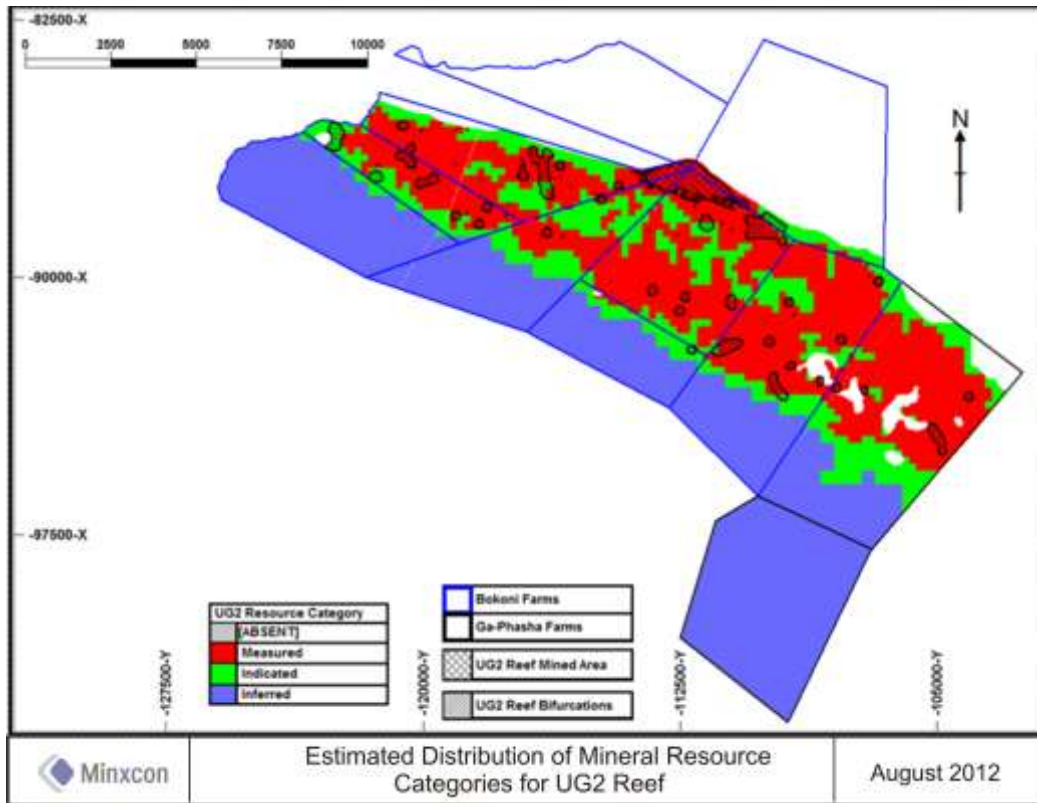 -82500-X
0 2500 5000 7500 10000
N
-90000-X
-97500-X
-127500-Y
-120000-Y
-112500-Y
-105000-Y
UG2 Resource Category
[ABSENT]
Measured
Indicated
Inferred
Bokoni Farms
Ga-Phasha Farms
UG2 Reef Mined Area
UG2 Reef Bifurcations
Minxcon
Estimated Distribution of Mineral Resource
Categories for UG2 Reef
August 2012